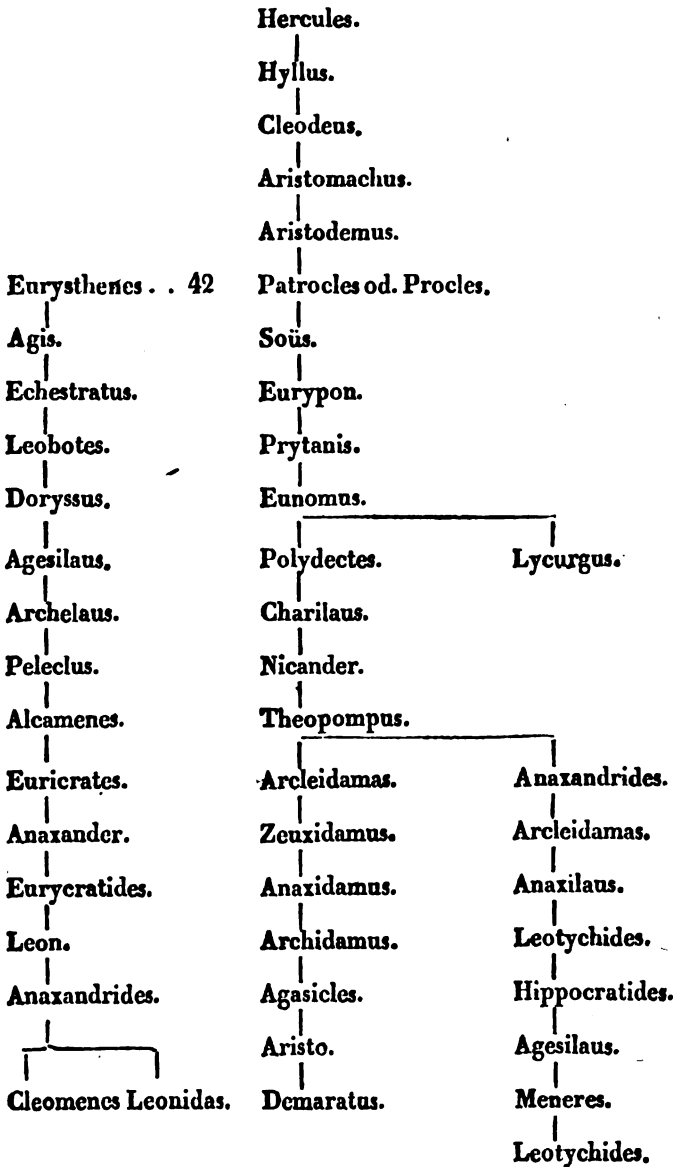 Hercules.
Hyllus.
Cleodeus.
Aristomachus.
Aristodemus.
Eurysthenes . . 42 Patrocles od. Procles.
Agis. Soüs.
Echestratus. Eurypon.
Leobotes. Prytanis.
Doryssus. Eunomus.
Agesilaus. Polydectes. Lycurgus.
Archelaus. Charilaus.
Peleclus. Nicander.
Alcamenes. Theopompus.
Euricrates. Arcleidamas. Anaxandrides.
Anaxander. Zeuxidamus. Arcleidamas.
Eurycratides. Anaxidamus. Anaxilaus.
Leon. Archidamus. Leotychides.
Anaxandrides. Agasicles. Hippocratides.
Aristo. Agesilaus.
Cleomenes Leonidas. Demaratus. Meneres.
Leotychides.